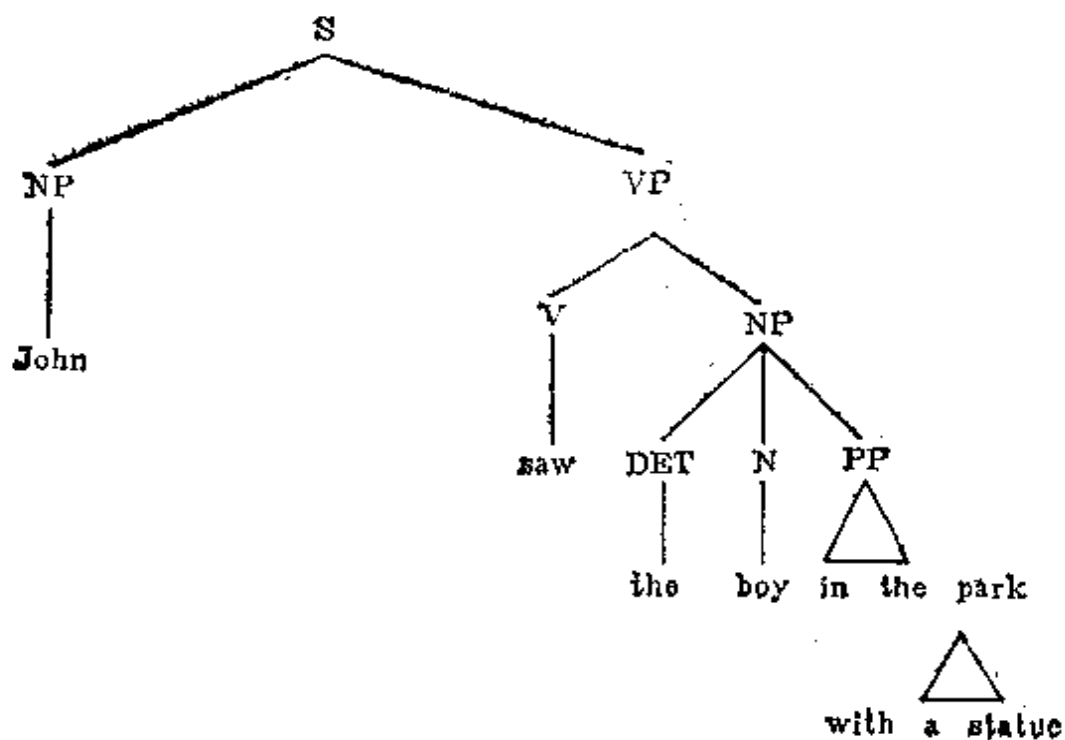 S
NP VP
V NP
John
saw DET N PP
the boy in the park
with a statue